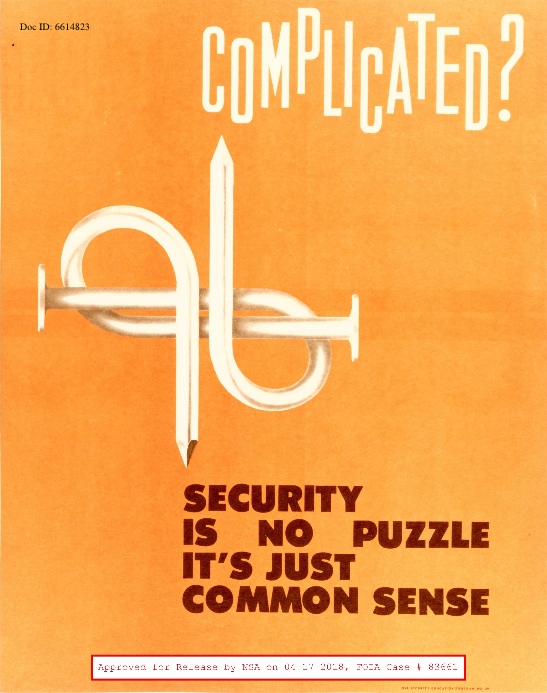 Doc ID: 6614823
COMPLICATED?
SECURITY
IS NO PUZZLE
IT'S JUST
COMMON SENSE
Approved for Release by NSA on 04-17-2018, FOIA Case # 83661